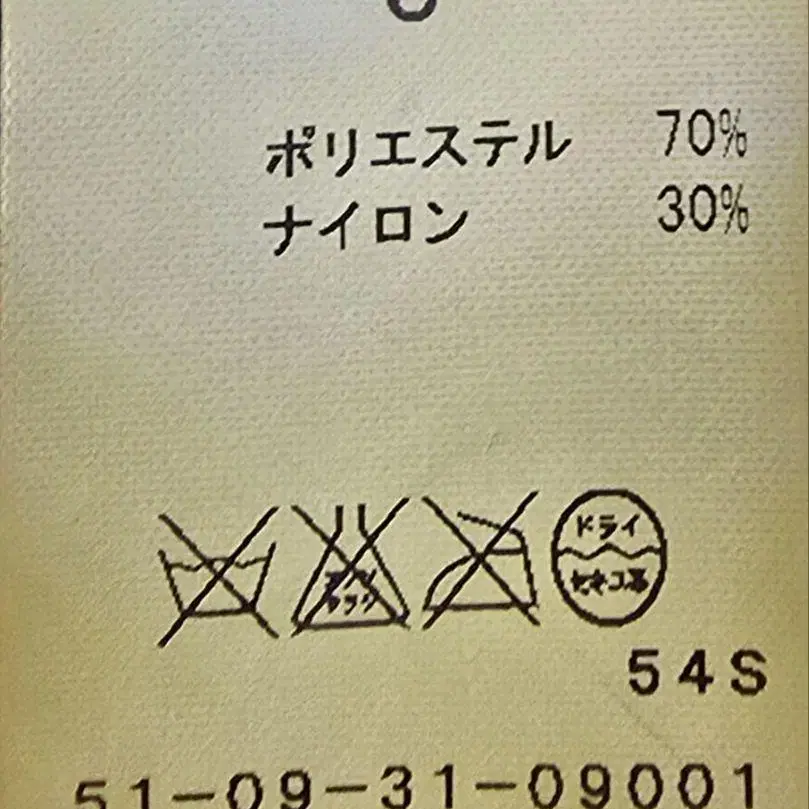 ポリエステル 70%
ナイロン 30%
ドライ
セキユ系
54S
51-09-31-09001